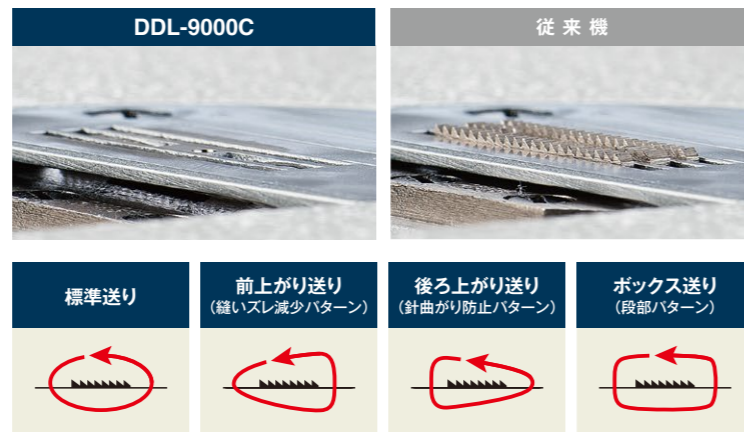 DDL-9000C
従来機
標準送り
前上がり送り
（縫いズレ減少パターン）
後ろ上がり送り
（針曲がり防止パターン）
ボックス送り
（段部パターン）